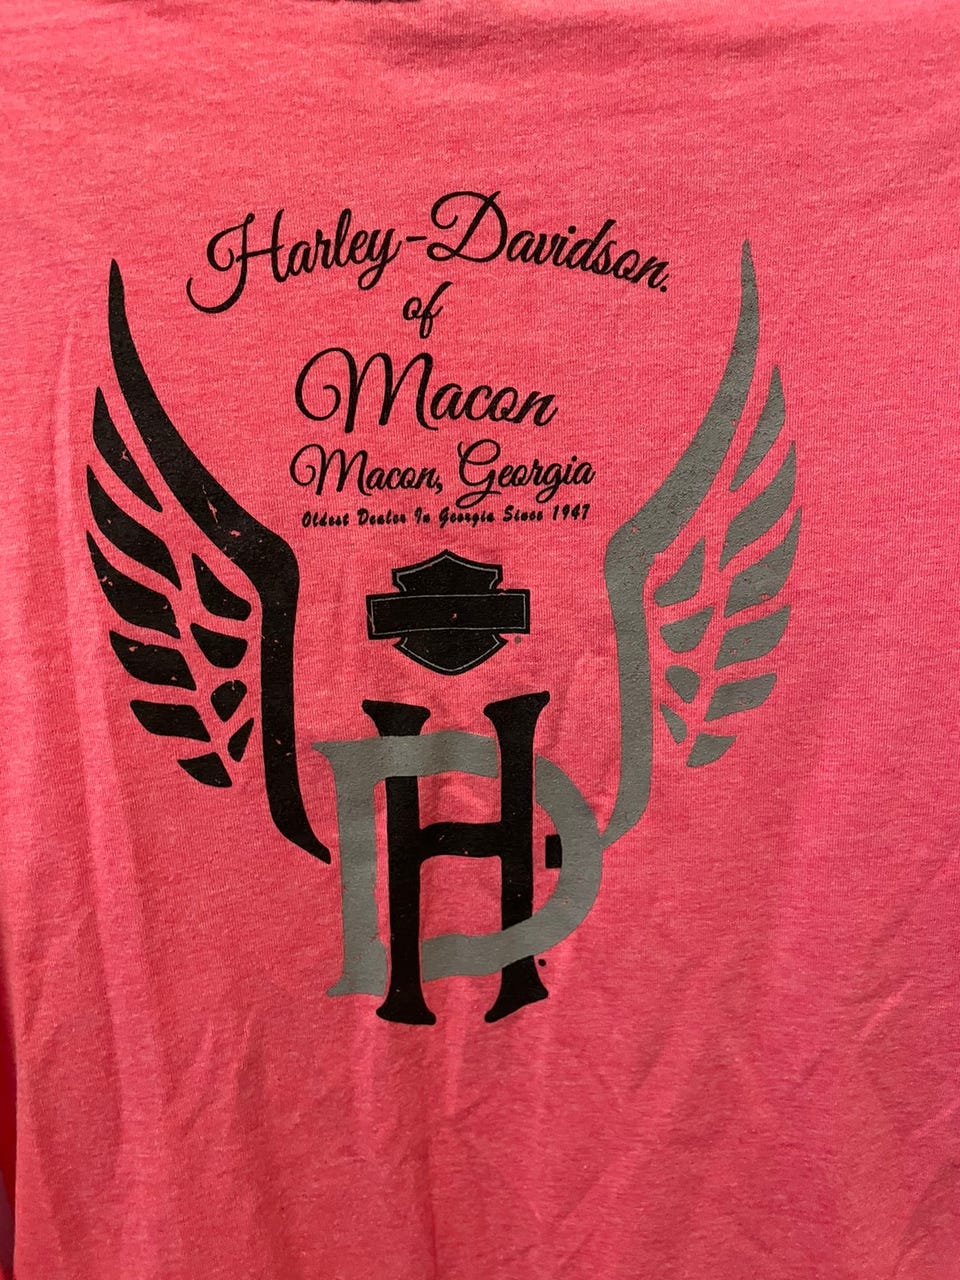 Harley-Davidson.
of
Macon
Macon, Georgia
Oldest Dealer In Georgia Since 1947
HD